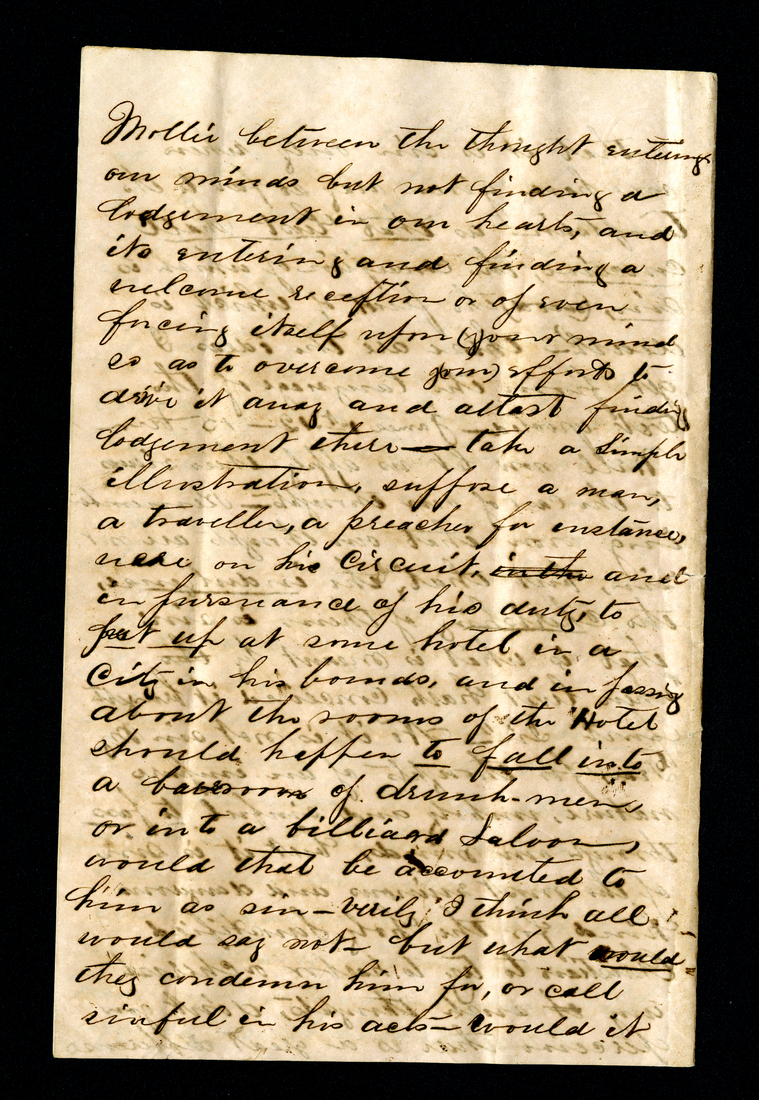 Mollie between the thought entering
our minds but not finding a
lodgement in our hearts, and
its entering and finding a
welcome reception or of even
forcing itself upon (your mind
so as to overcome your) efforts to
drive it away and atlast finding
lodgement there — take a simple
illustration, suppose a man,
a traveller, a preacher for instance,
were on his circuit, in the and
in pursuance of his duty, to
put up at some hotel in a
City in his bounds, and in passing
about the rooms of the Hotel
should happen to fall into
a barroom of drunk-men,
or into a billiard Saloon,
would that be accounted to
him as sin – verily I think all
would say not – but what would
they condemn him for, or call
sinful in his acts – would it